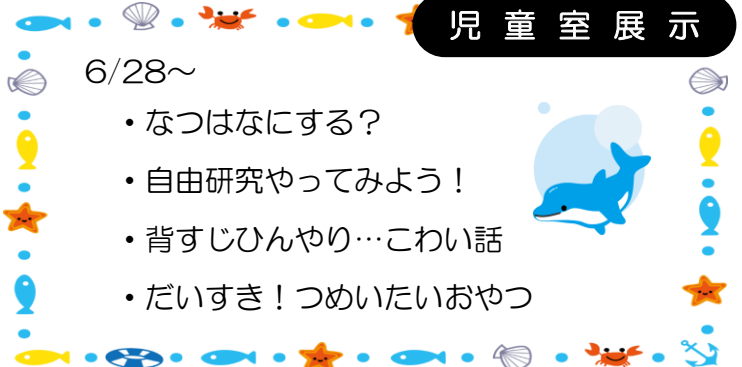 児童室展示
6/28～
・なつはなにする？
・自由研究やってみよう！
・背すじひんやり…こわい話
・だいすき！つめいたいおやつ